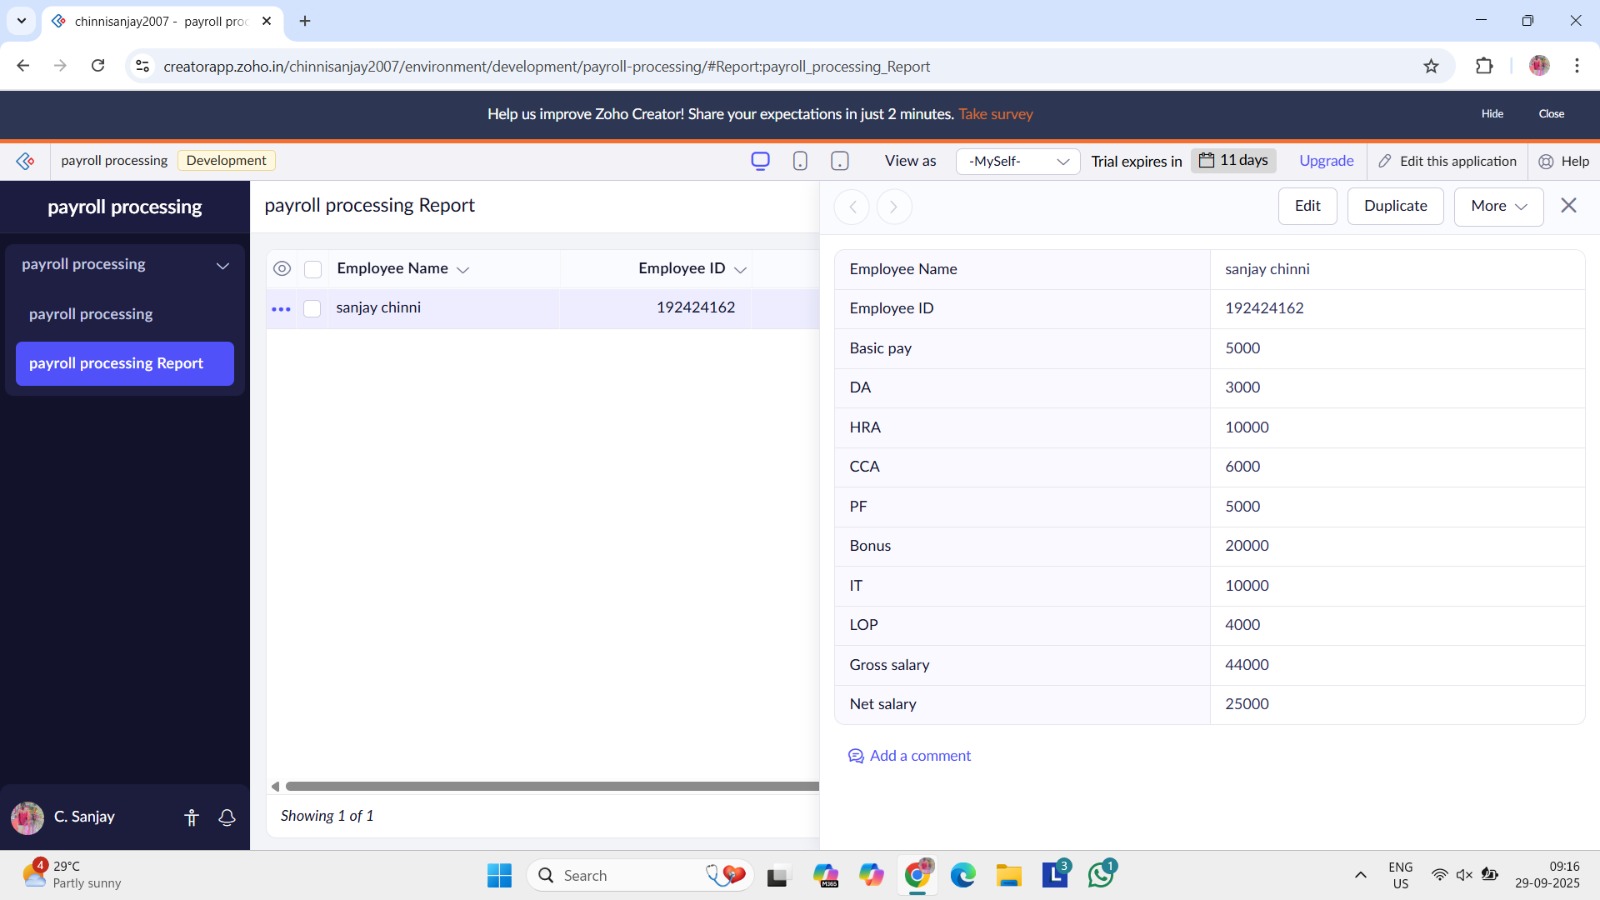 chinnisanjay2007 - payroll proc
creatorapp.zoho.in/chinnisanjay2007/environment/development/payroll-processing/#Report:payroll_processing_Report
Help us improve Zoho Creator! Share your expectations in just 2 minutes. Take survey
Hide
Close
payroll processing
Development
View as
-MySelf-
Trial expires in
11 days
Upgrade
Edit this application
Help
payroll processing
payroll processing
payroll processing
payroll processing Report
C. Sanjay
payroll processing Report
Employee Name
Employee ID
sanjay chinni
192424162
Showing 1 of 1
Edit
Duplicate
More
Employee Name sanjay chinni
Employee ID 192424162
Basic pay 5000
DA 3000
HRA 10000
CCA 6000
PF 5000
Bonus 20000
IT 10000
LOP 4000
Gross salary 44000
Net salary 25000
Add a comment
4
29°C
Partly sunny
Search
M365
L
3
1
ENG
US
09:16
29-09-2025